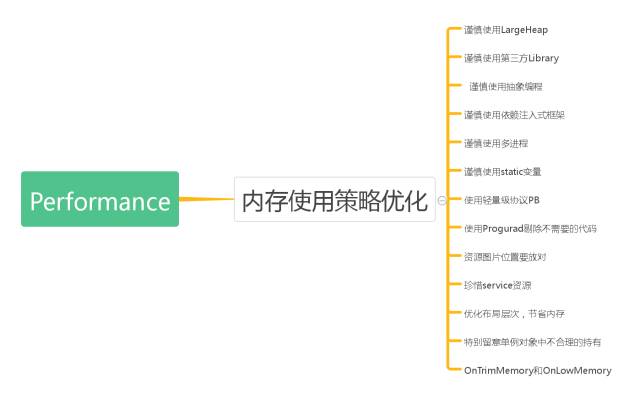 Performance
内存使用策略优化
谨慎使用LargeHeap
谨慎使用第三方Library
谨慎使用抽象编程
谨慎使用依赖注入式框架
谨慎使用多进程
谨慎使用static变量
使用轻量级协议PB
使用Progurad剔除不需要的代码
资源图片位置要放对
珍惜service资源
优化布局层次，节省内存
特别留意单例对象中不合理的持有
OnTrimMemory和OnLowMemory